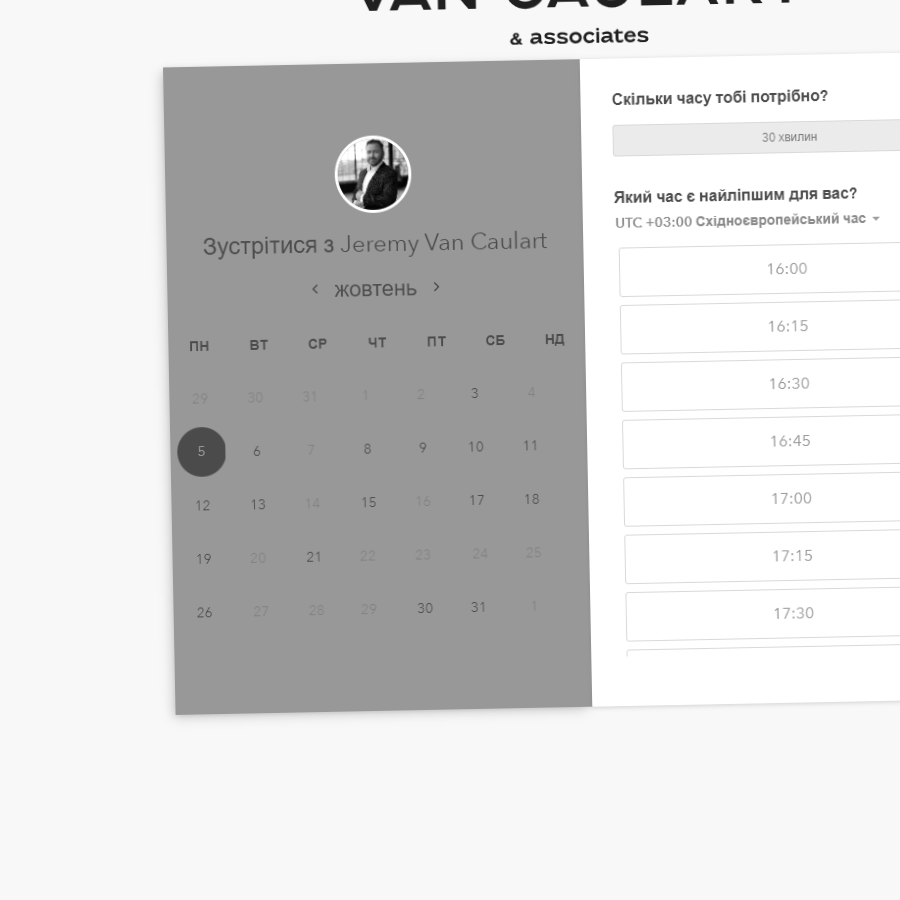 & associates
Зустрітися з Jeremy Van Caulart
жовтень
ПН ВТ СР ЧТ ПТ СБ НД
29 30 31 1 2 3 4
5 6 7 8 9 10 11
12 13 14 15 16 17 18
19 20 21 22 23 24 25
26 27 28 29 30 31 1
Скільки часу тобі потрібно?
30 хвилин
Який час є найліпшим для вас?
UTC +03:00 Східноєвропейський час
16:00
16:15
16:30
16:45
17:00
17:15
17:30